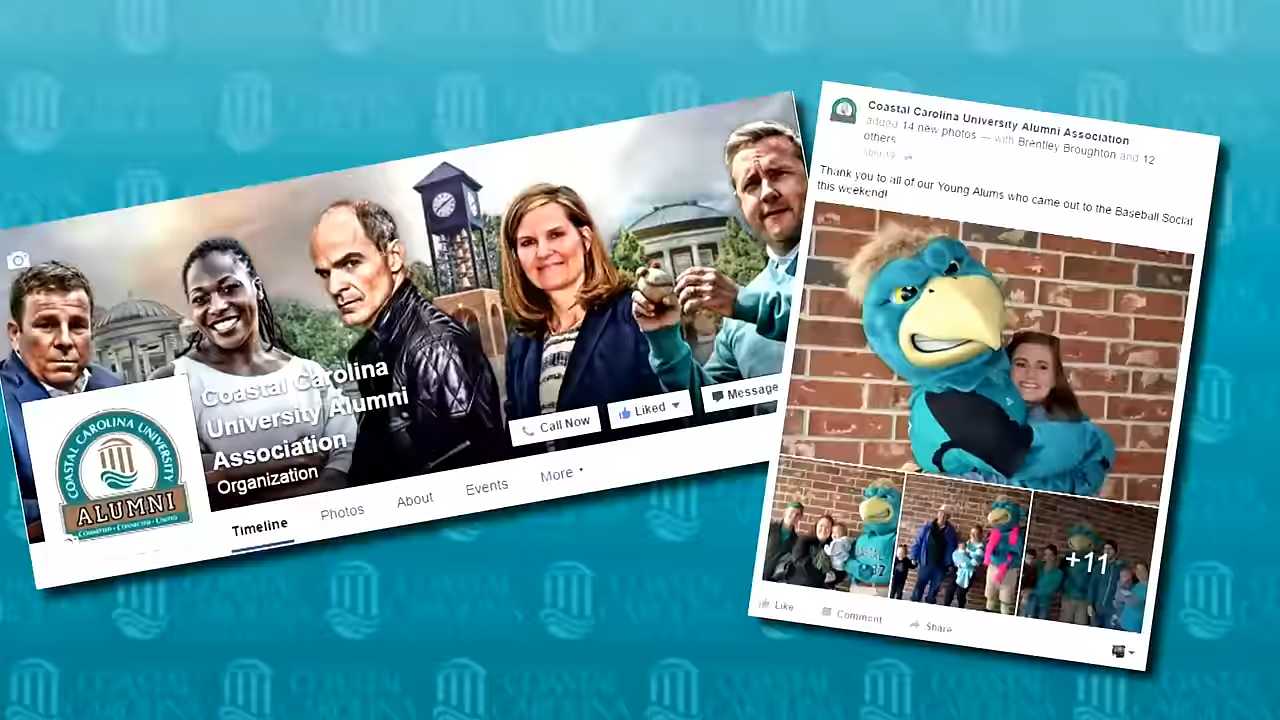 Coastal Carolina
University Alumni
Association
Organization
Call Now
Liked
Message
COASTAL CAROLINA UNIVERSITY
ALUMNI
Timeline
Photos
About
Events
More
Coastal Carolina University Alumni Association
added 14 new photos — with Brentley Broughton and 12
others.
Thank you to all of our Young Alums who came out to the Baseball Social
this weekend!
+11
Like
Comment
Share
COASTAL
CAROLINA